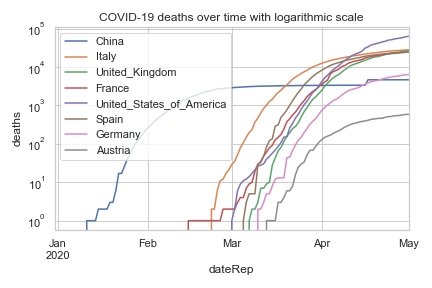 COVID-19 deaths over time with logarithmic scale
10^5
10^4
10^3
10^2
10^1
10^0
deaths
China
Italy
United_Kingdom
France
United_States_of_America
Spain
Germany
Austria
Jan
2020
Feb
Mar
Apr
May
dateRep